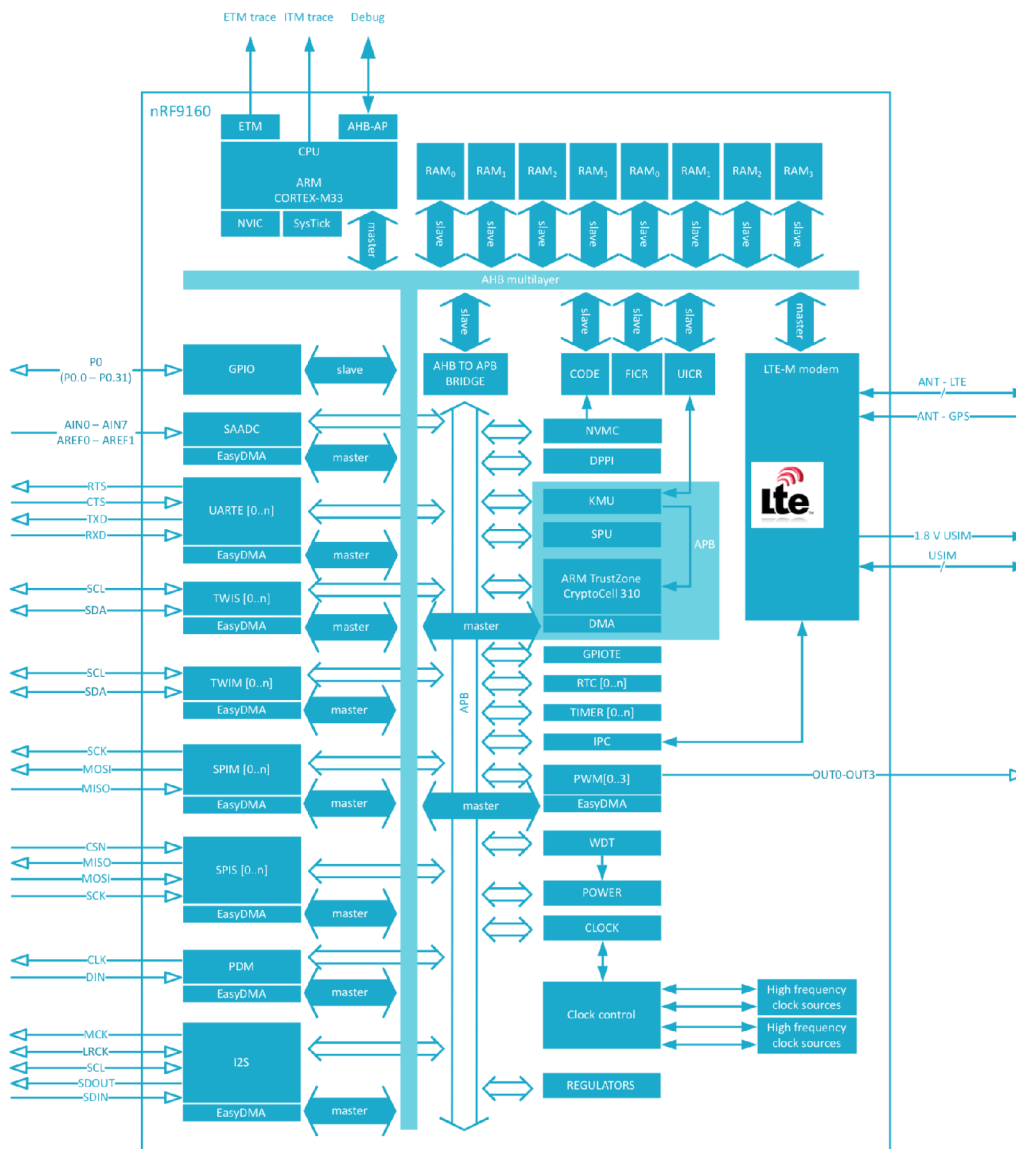 ETM trace
ITM trace
Debug
nRF9160
ETM
AHB-AP
CPU
ARM
CORTEX-M33
NVIC
SysTick
master
RAM0
RAM1
RAM2
RAM3
RAM0
RAM1
RAM2
RAM3
slave
slave
slave
slave
slave
slave
slave
slave
AHB multilayer
slave
slave
slave
slave
master
P0
(P0.0 – P0.31)
GPIO
slave
AHB TO APB
BRIDGE
CODE
FICR
UICR
LTE-M modem
ANT - LTE
ANT - GPS
AIN0 – AIN7
AREF0 – AREF1
SAADC
EasyDMA
master
NVMC
DPPI
RTS
CTS
TXD
RXD
UARTE [0..n]
EasyDMA
master
KMU
SPU
APB
Lte
1.8 V USIM
USIM
SCL
SDA
TWIS [0..n]
EasyDMA
master
ARM TrustZone
CryptoCell 310
DMA
master
SCL
SDA
TWIM [0..n]
EasyDMA
master
APB
GPIOTE
RTC [0..n]
TIMER [0..n]
IPC
SCK
MOSI
MISO
SPIM [0..n]
EasyDMA
master
master
PWM[0..3]
EasyDMA
OUT0-OUT3
CSN
MISO
MOSI
SCK
SPIS [0..n]
EasyDMA
master
WDT
POWER
CLOCK
CLK
DIN
PDM
EasyDMA
master
Clock control
High frequency
clock sources
High frequency
clock sources
MCK
LRCK
SCL
SDOUT
SDIN
I2S
EasyDMA
master
REGULATORS